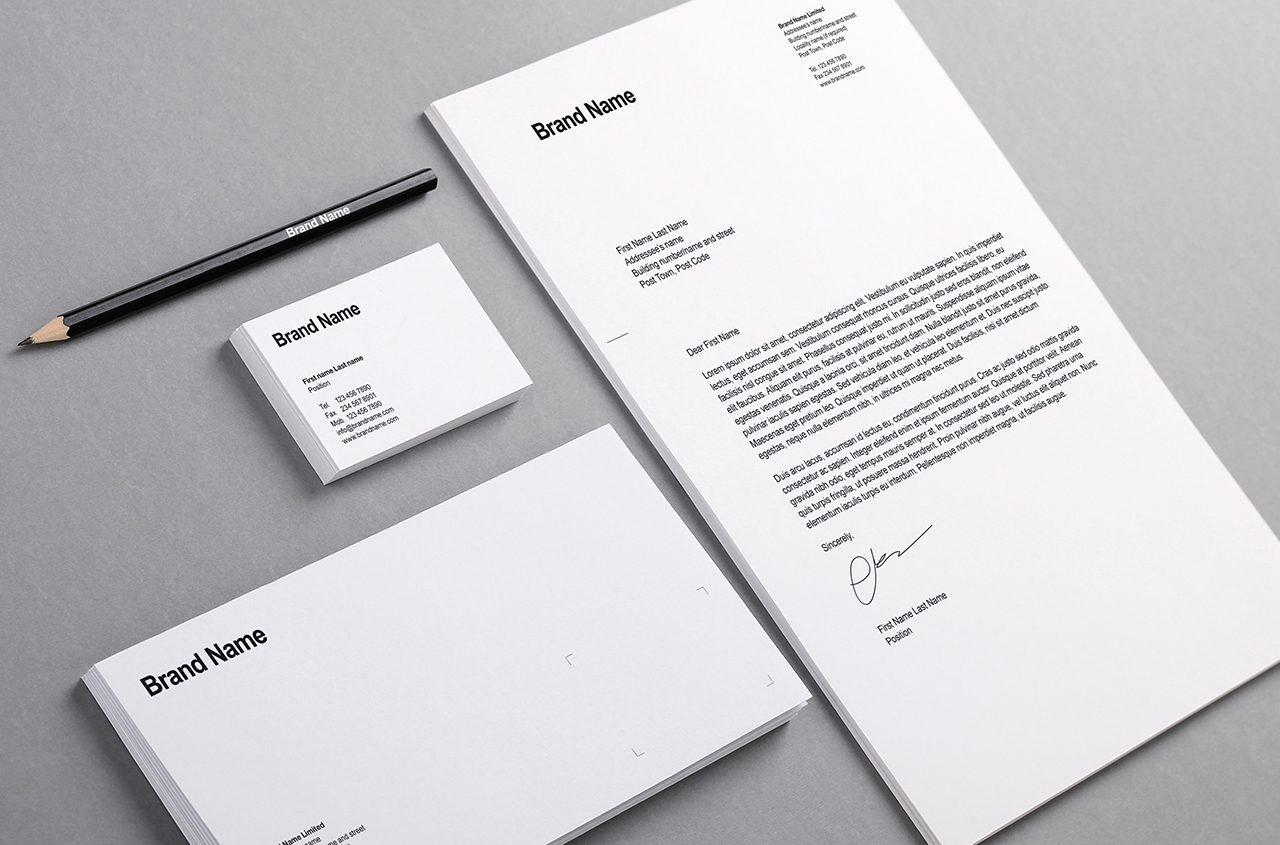 Brand Name Limited
Addressee's name
Building number/name and street
Locality name (if required)
Post Town, Post Code
Tel. 123 456 7890
Fax 234 567 8901
www.brandname.com
Brand Name
First Name Last Name
Addressee's name
Building number/name and street
Post Town, Post Code
Dear First Name
Lorem ipsum dolor sit amet, consectetur adipiscing elit. Vestibulum eu vulputate sapien. In quis imperdiet
lectus, eget accumsan sem. Vestibulum consequat rhoncus cursus. Quisque ultrices facilisis libero, eu
facilisis nisl congue sit amet. Phasellus consequat justo mi. In sollicitudin justo sed eros blandit, non eleifend
elit faucibus. Aliquam elit purus, facilisis at pulvinar eu, rutrum ut mauris. Suspendisse aliquam ipsum vitae
egestas venenatis. Quisque a lacinia orci, sit amet tincidunt diam. Nulla blandit justo sit amet purus gravida,
pulvinar iaculis sapien egestas. Sed vehicula diam leo, et vehicula leo elementum et. Duis nec suscipit justo.
Maecenas eget pretium leo. Quisque imperdiet ut quam ut placerat. Duis facilisis, nisi sit amet dictum
egestas, neque nulla elementum nibh, in ultrices mi magna nec metus.
Duis arcu lacus, accumsan id lectus eu, condimentum tincidunt purus. Cras ac justo sed odio mattis gravida
consectetur ac sapien. Integer eleifend enim et ipsum fermentum auctor. Quisque at porttitor velit. Aenean
gravida nibh odio, eget tempus mauris semper at. In consectetur sed leo ut molestie. Sed pharetra urna
quis turpis fringilla, ut posuere massa hendrerit. Proin pulvinar nibh augue, vel luctus elit aliquet non. Nunc
elementum iaculis turpis eu interdum. Pellentesque non imperdiet magna, ut facilisis augue.
Sincerely,
First Name Last Name
Position
Brand Name
Brand Name
First name Last name
Position
Tel. 123 456 7890
Fax 234 567 8901
Mob. 123 456 7890
info@brandname.com
www.brandname.com
Brand Name
Name Limited
name
name and street